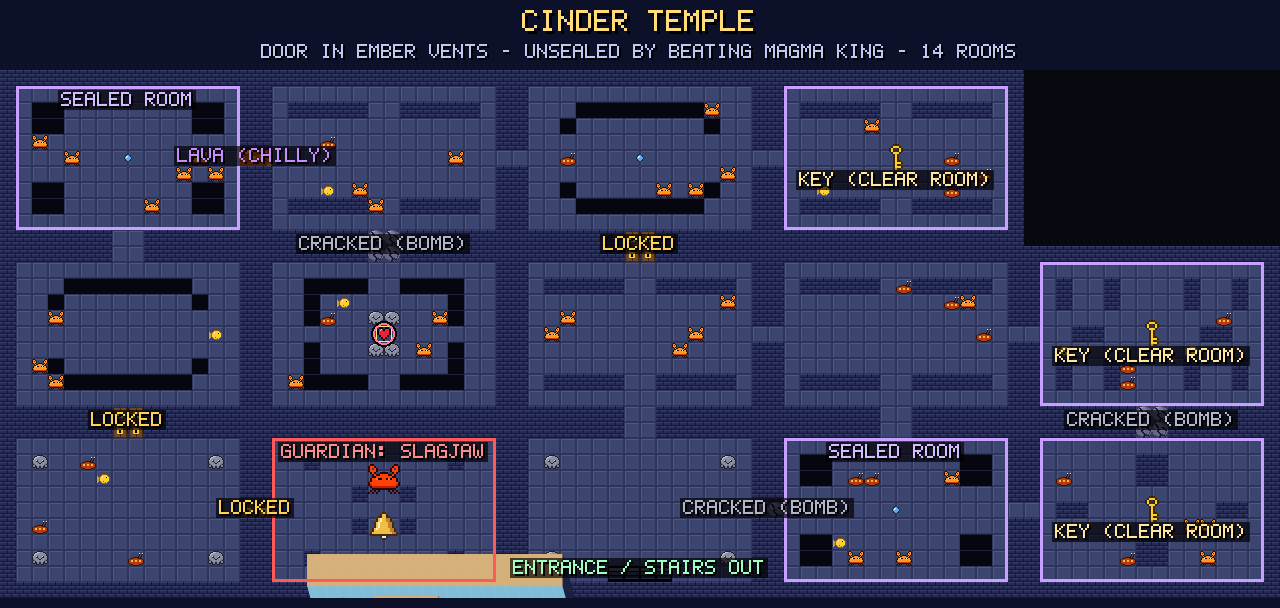 CINDER TEMPLE
DOOR IN EMBER VENTS - UNSEALED BY BEATING MAGMA KING - 14 ROOMS
SEALED ROOM
LAVA (CHILLY)
KEY (CLEAR ROOM)
CRACKED (BOMB)
LOCKED
KEY (CLEAR ROOM)
LOCKED
CRACKED (BOMB)
GUARDIAN: SLAGJAW
SEALED ROOM
LOCKED
CRACKED (BOMB)
KEY (CLEAR ROOM)
ENTRANCE / STAIRS OUT